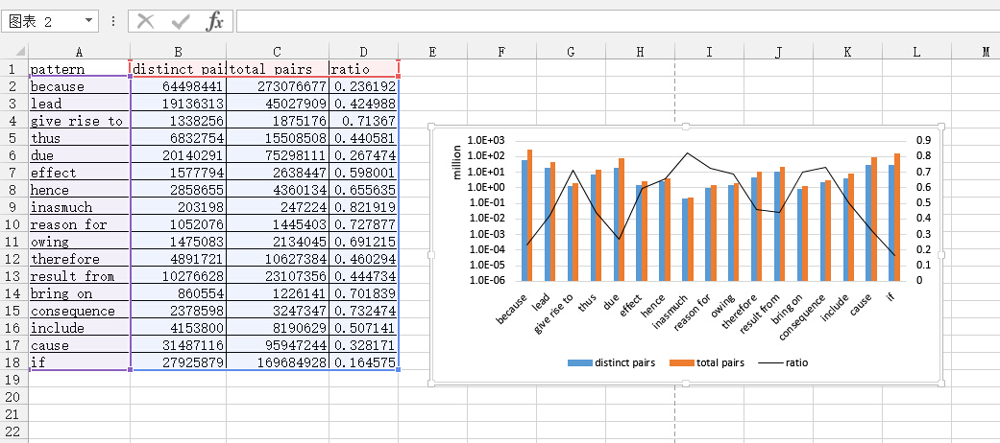 图表 2
fx
A B C D E F G H I J K L M
1 pattern distinct pai total pairs ratio
2 because 64498441 273076677 0.236192
3 lead 19136313 45027909 0.424988
4 give rise to 1338256 1875176 0.71367
5 thus 6832754 15508508 0.440581
6 due 20140291 75298111 0.267474
7 effect 1577794 2638447 0.598001
8 hence 2858655 4360134 0.655635
9 inasmuch 203198 247224 0.821919
10 reason for 1052076 1445403 0.727877
11 owing 1475083 2134045 0.691215
12 therefore 4891721 10627384 0.460294
13 result from 10276628 23107356 0.444734
14 bring on 860554 1226141 0.701839
15 consequence 2378598 3247347 0.732474
16 include 4153800 8190629 0.507141
17 cause 31487116 95947244 0.328171
18 if 27925879 169684928 0.164575
19
20
21
22
million
1.0E+03 0.9
1.0E+02 0.8
1.0E+01 0.7
1.0E+00 0.6
1.0E-01 0.5
1.0E-02 0.4
1.0E-03 0.3
1.0E-04 0.2
1.0E-05 0.1
1.0E-06 0
because lead give rise to thus due effect hence inasmuch reason for owing therefore result from bring on consequence include cause if
distinct pairs total pairs ratio